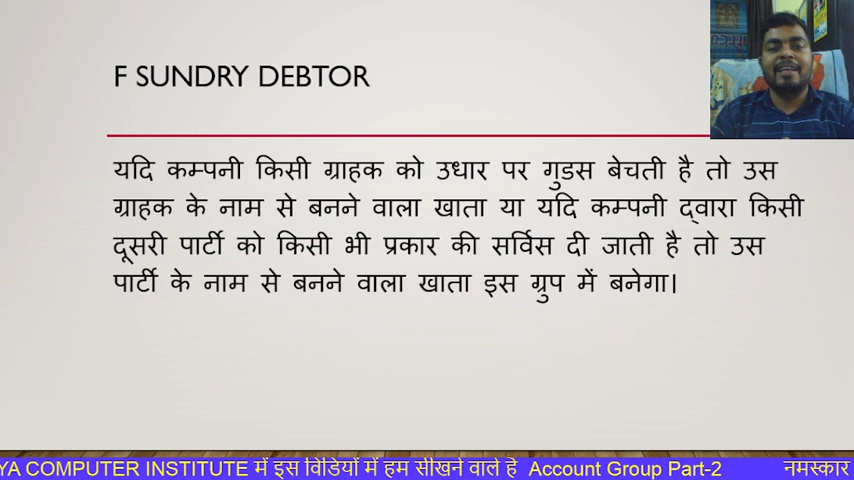 F SUNDRY DEBTOR
यदि कम्पनी किसी ग्राहक को उधार पर गुडस बेचती है तो उस
ग्राहक के नाम से बनने वाला खाता या यदि कम्पनी द्वारा किसी
दूसरी पार्टी को किसी भी प्रकार की सर्विस दी जाती है तो उस
पार्टी के नाम से बनने वाला खाता इस ग्रुप में बनेगा।
YA COMPUTER INSTITUTE में इस विडियों में हम सीखने वाले है Account Group Part-2 नमस्कार